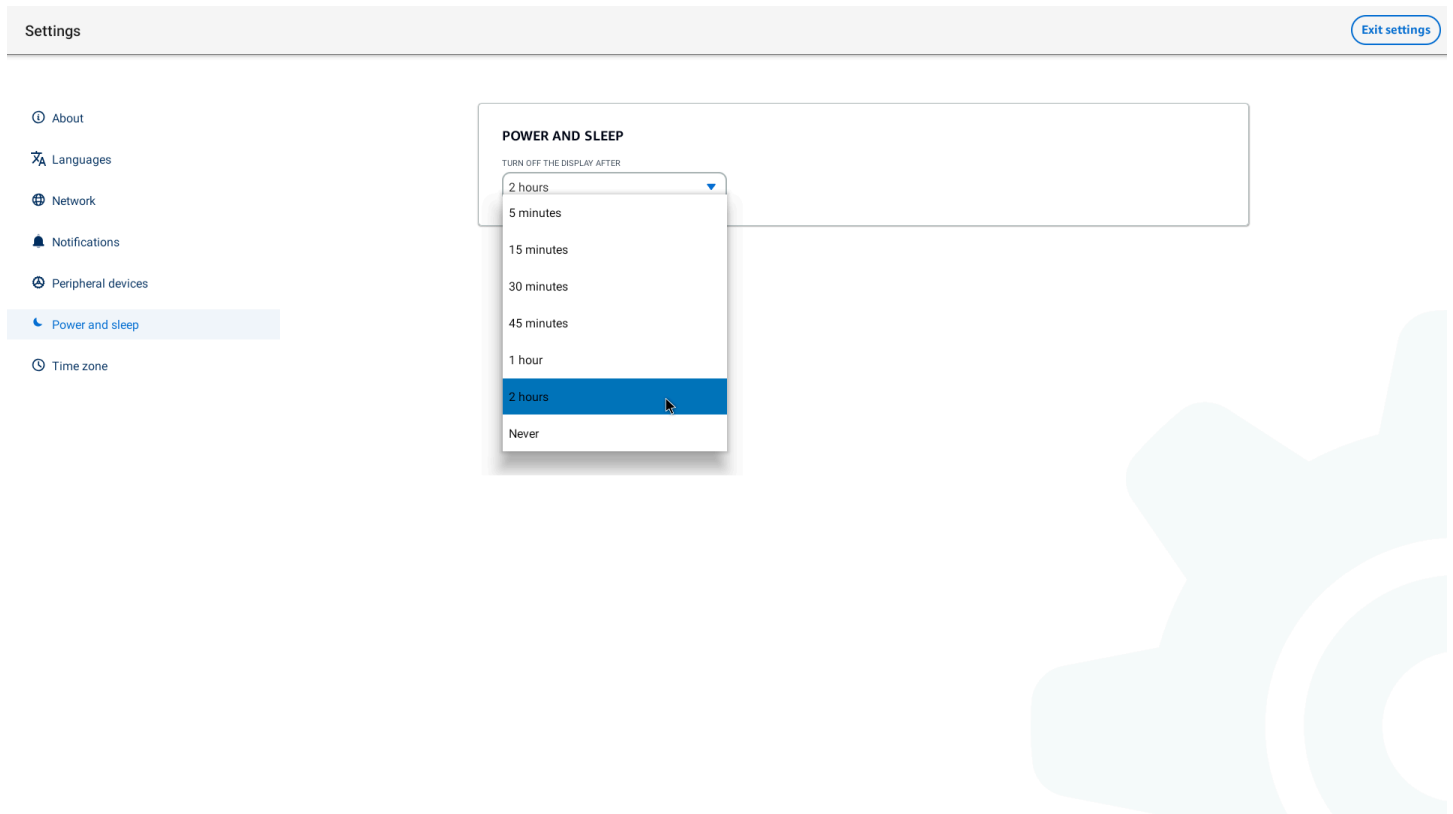 Settings
Exit settings
About
Languages
Network
Notifications
Peripheral devices
Power and sleep
Time zone
POWER AND SLEEP
TURN OFF THE DISPLAY AFTER
2 hours
5 minutes
15 minutes
30 minutes
45 minutes
1 hour
2 hours
Never